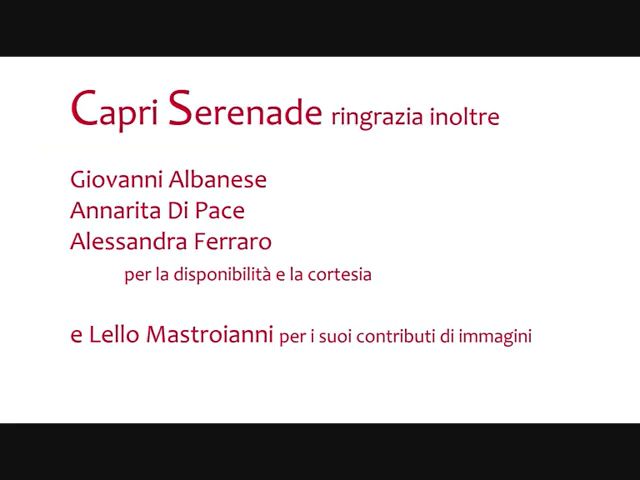 Capri Serenade ringrazia inoltre
Giovanni Albanese
Annarita Di Pace
Alessandra Ferraro
per la disponibilità e la cortesia
e Lello Mastroianni per i suoi contributi di immagini